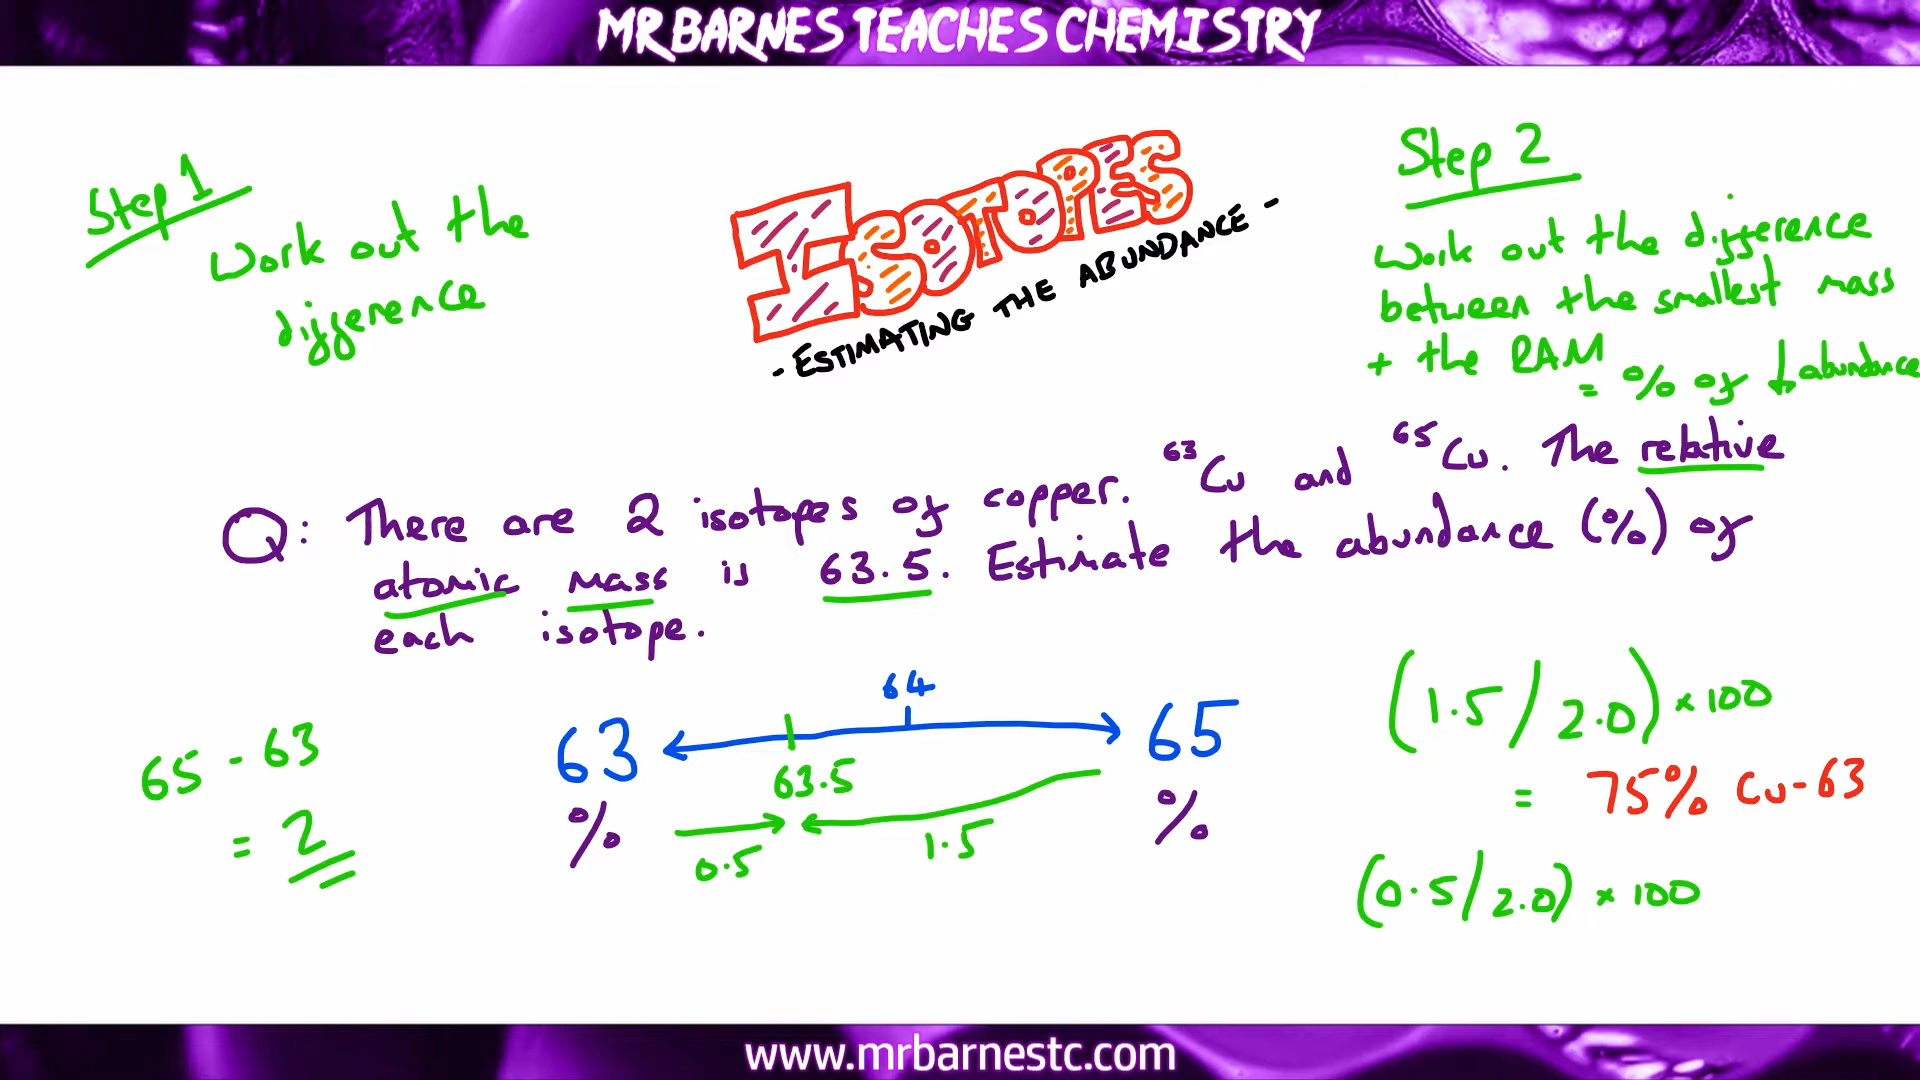 MR BARNES TEACHES CHEMISTRY
Step 1
Work out the
difference
ISOTOPES
- ESTIMATING THE ABUNDANCE -
Step 2
Work out the difference
between the smallest mass
+ the RAM
= % of ↓ abundance
Q: There are 2 isotopes of copper. ⁶³Cu and ⁶⁵Cu. The relative
atomic mass is 63.5. Estimate the abundance (%) of
each isotope.
65 - 63
= 2
64
63 65
63.5
% %
0.5 1.5
(1.5/2.0) × 100
= 75% Cu-63
(0.5/2.0) × 100
www.mrbarnestc.com